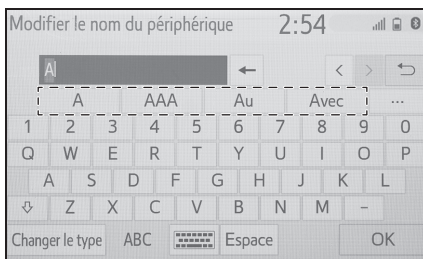 Modifier le nom du périphérique 2:54
A
A AAA Au Avec ...
1 2 3 4 5 6 7 8 9 0
Q W E R T Y U I O P
A S D F G H J K L
Z X C V B N M -
Changer le type ABC Espace OK